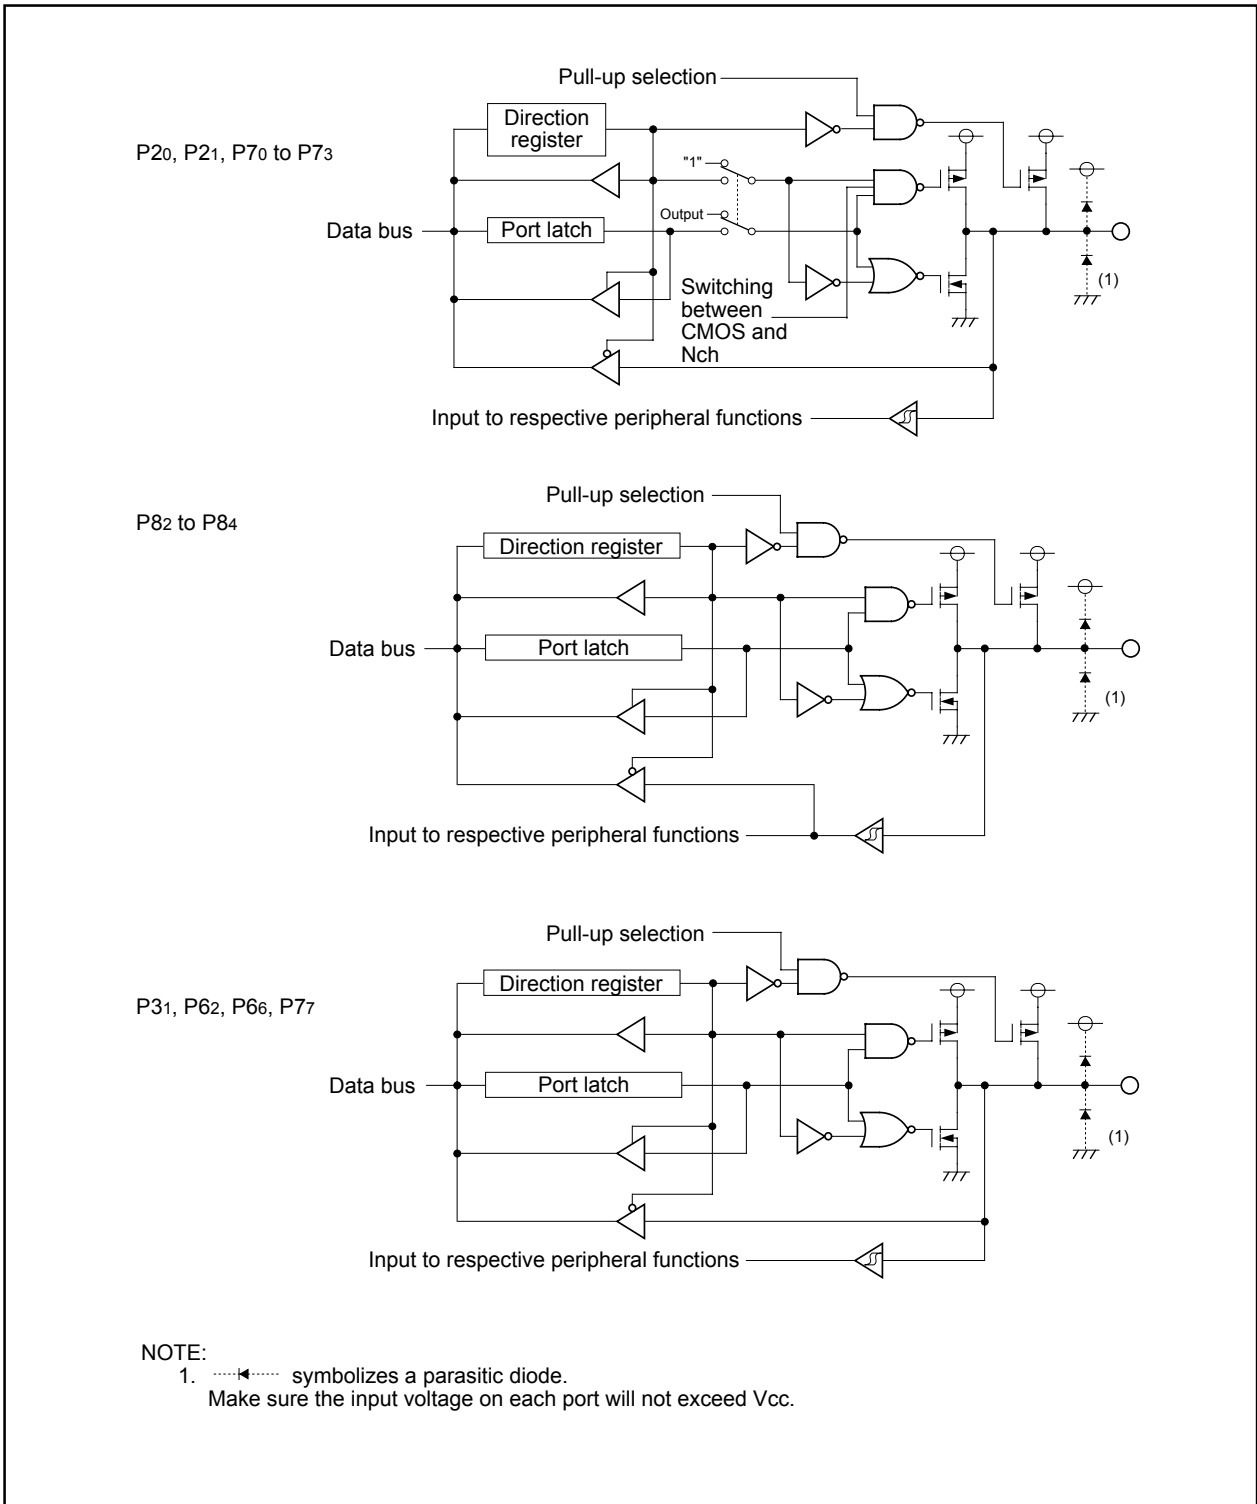 Pull-up selection
Direction
register
P20, P21, P70 to P73
"1"
Output
Data bus
Port latch
(1)
Switching
between
CMOS and
Nch
Input to respective peripheral functions
Pull-up selection
P82 to P84
Direction register
Data bus
Port latch
(1)
Input to respective peripheral functions
Pull-up selection
Direction register
P31, P62, P66, P77
Data bus
Port latch
(1)
Input to respective peripheral functions
NOTE:
1. symbolizes a parasitic diode.
Make sure the input voltage on each port will not exceed Vcc.